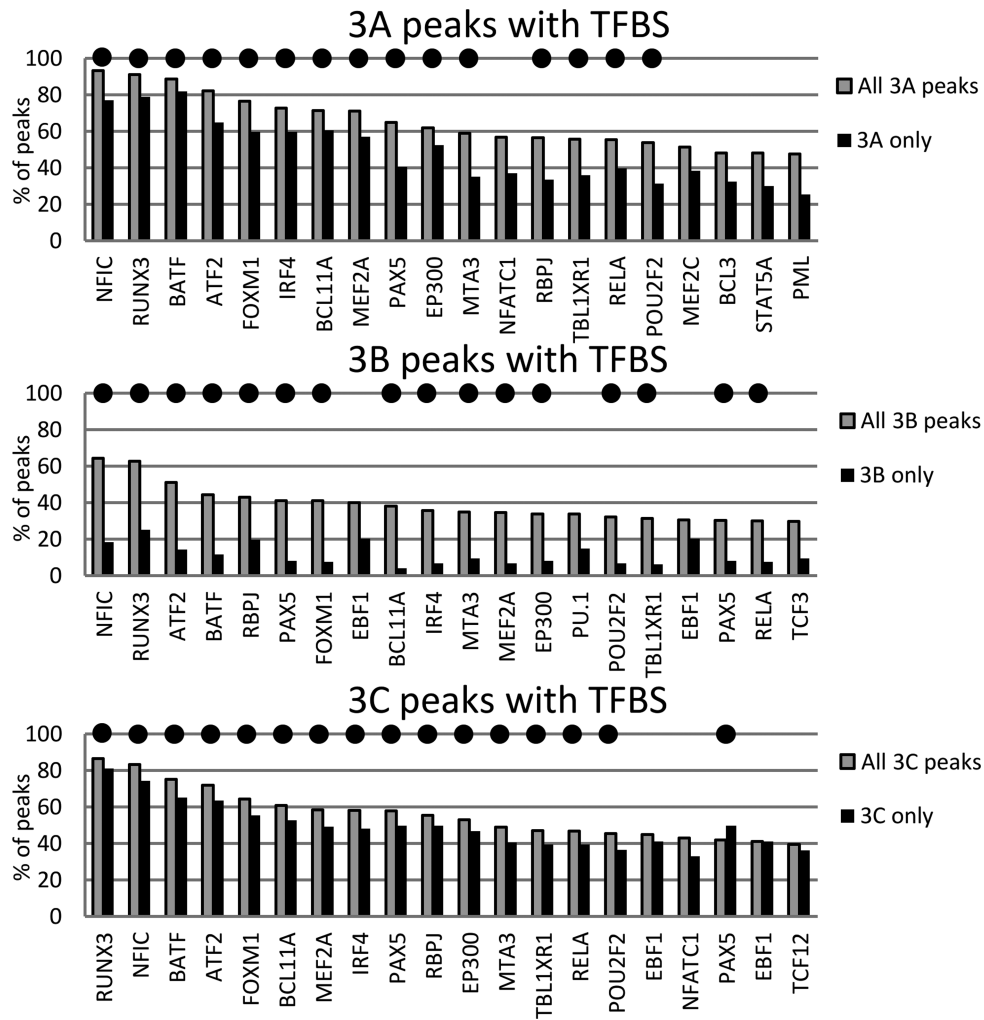 3A peaks with TFBS
% of peaks
100
80
60
40
20
0
All 3A peaks
3A only
NFIC
RUNX3
BATF
ATF2
FOXM1
IRF4
BCL11A
MEF2A
PAX5
EP300
MTA3
NFATC1
RBPJ
TBL1XR1
RELA
POU2F2
MEF2C
BCL3
STAT5A
PML
3B peaks with TFBS
% of peaks
100
80
60
40
20
0
All 3B peaks
3B only
NFIC
RUNX3
ATF2
BATF
RBPJ
PAX5
FOXM1
EBF1
BCL11A
IRF4
MTA3
MEF2A
EP300
PU.1
POU2F2
TBL1XR1
EBF1
PAX5
RELA
TCF3
3C peaks with TFBS
% of peaks
100
80
60
40
20
0
All 3C peaks
3C only
RUNX3
NFIC
BATF
ATF2
FOXM1
BCL11A
MEF2A
IRF4
PAX5
RBPJ
EP300
MTA3
TBL1XR1
RELA
POU2F2
EBF1
NFATC1
PAX5
EBF1
TCF12